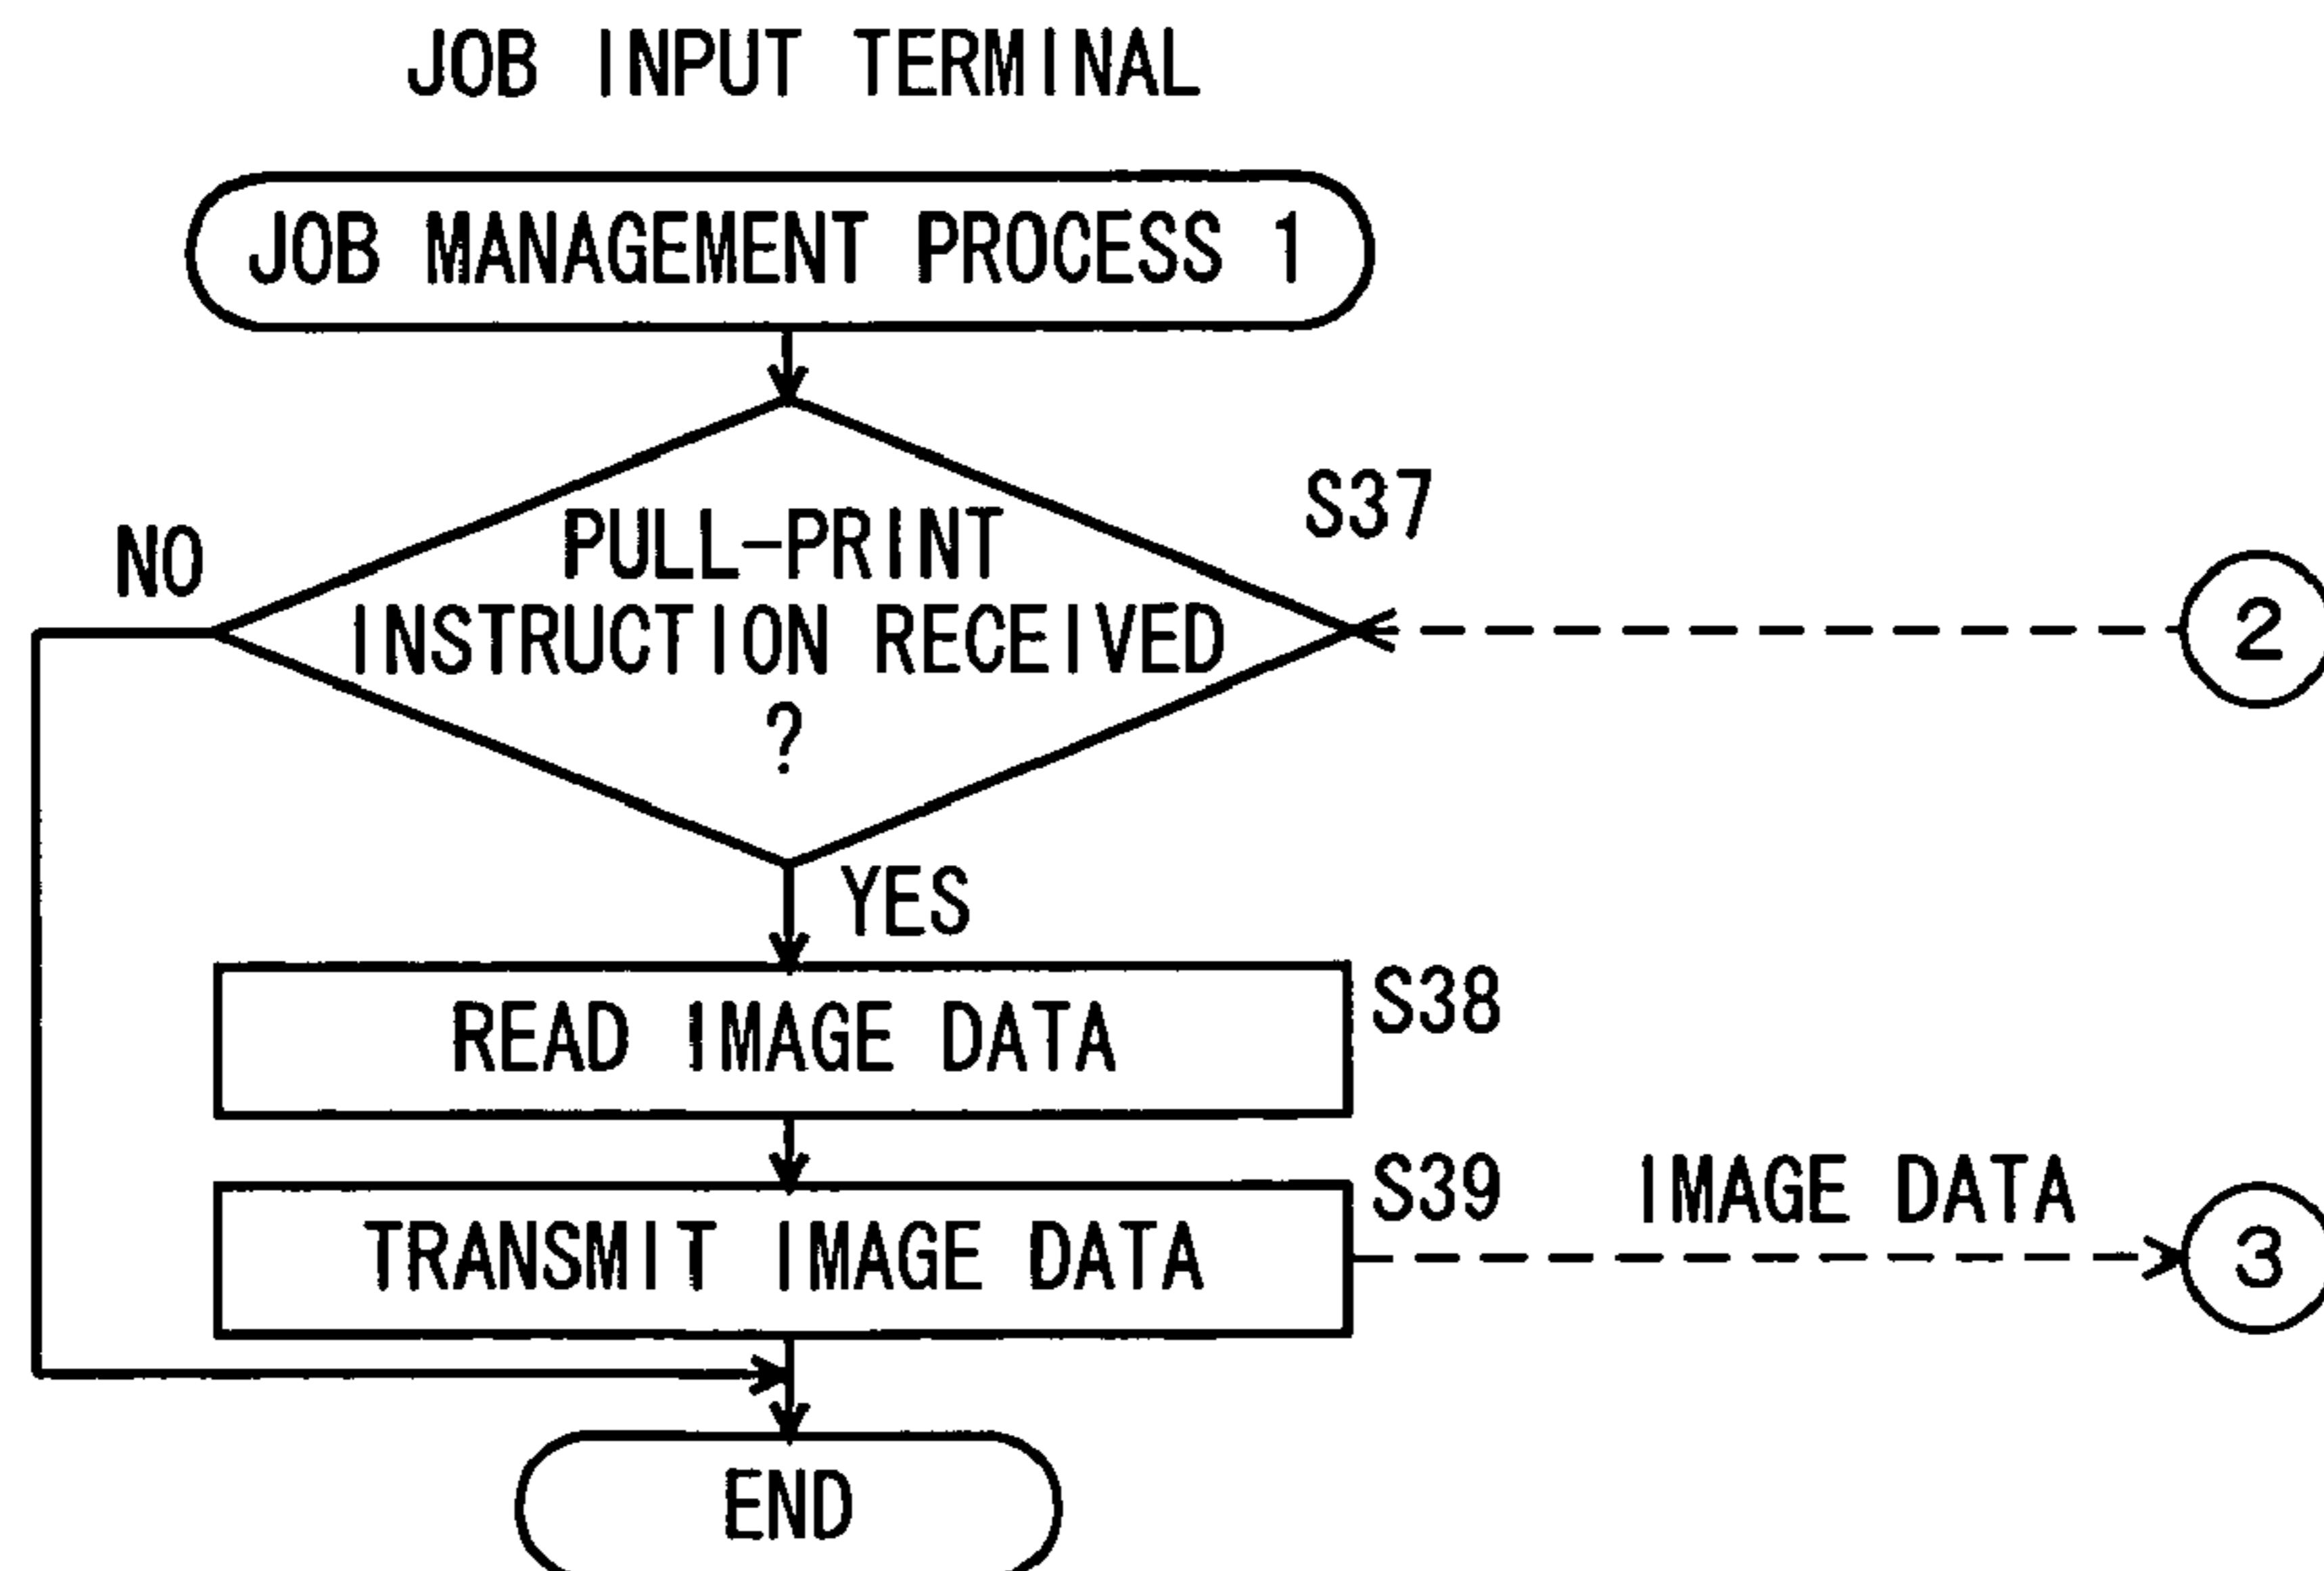 JOB INPUT TERMINAL
JOB MANAGEMENT PROCESS 1
S37
NO
PULL-PRINT
INSTRUCTION RECEIVED
?
2
YES
READ IMAGE DATA
S38
TRANSMIT IMAGE DATA
S39
IMAGE DATA
3
END